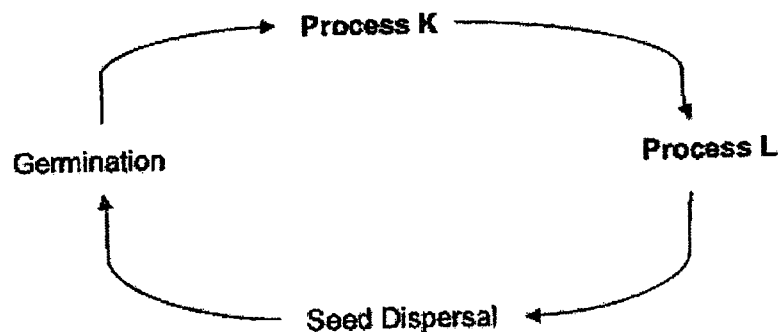 Process K
Process L
Germination
Seed Dispersal